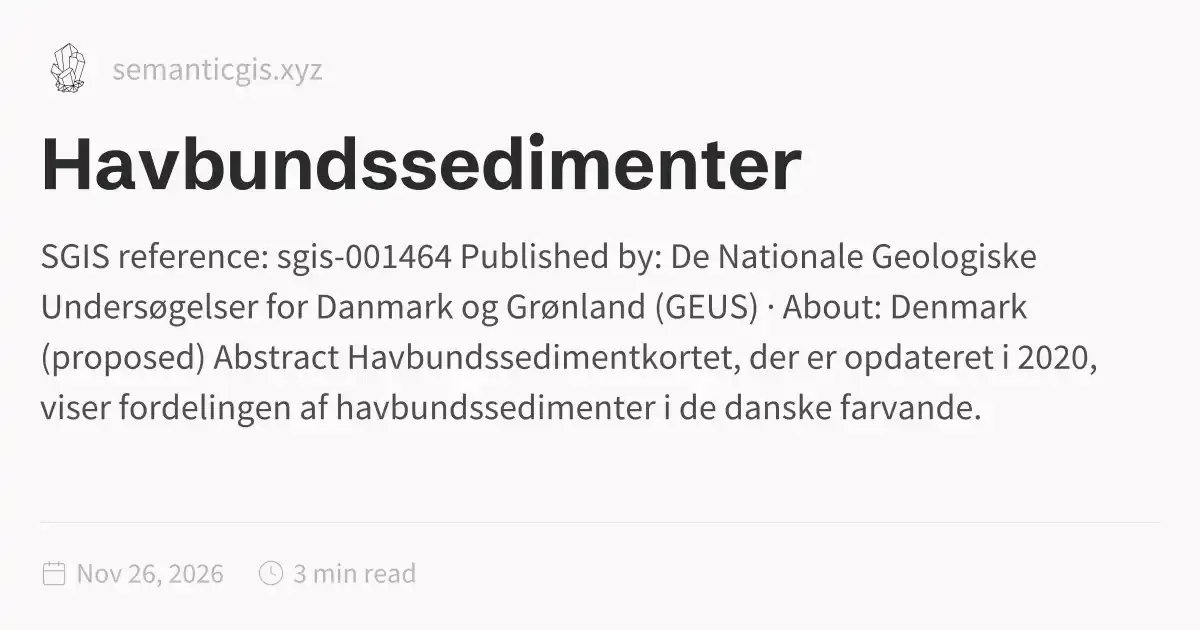 semanticgis.xyz
Havbundssedimenter
SGIS reference: sgis-001464 Published by: De Nationale Geologiske
Undersøgelser for Danmark og Grønland (GEUS) · About: Denmark
(proposed) Abstract Havbundssedimentkortet, der er opdateret i 2020,
viser fordelingen af havbundssedimenter i de danske farvande.
Nov 26, 2026 3 min read